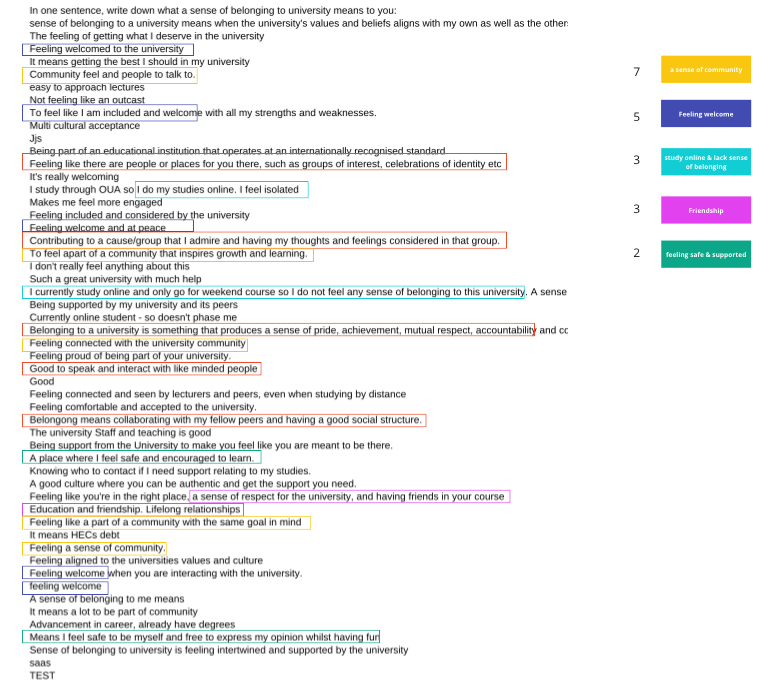 In one sentence, write down what a sense of belonging to university means to you:
sense of belonging to a university means when the university's values and beliefs aligns with my own as well as the other
The feeling of getting what I deserve in the university
Feeling welcomed to the university
It means getting the best I should in my university
Community feel and people to talk to.
easy to approach lectures
Not feeling like an outcast
To feel like I am included and welcome with all my strengths and weaknesses.
Multi cultural acceptance
Jjs
Being part of an educational institution that operates at an internationally recognised standard
Feeling like there are people or places for you there, such as groups of interest, celebrations of identity etc
It's really welcoming
I study through OUA so I do my studies online. I feel isolated
Makes me feel more engaged
Feeling included and considered by the university
Feeling welcome and at peace
Contributing to a cause/group that I admire and having my thoughts and feelings considered in that group.
To feel apart of a community that inspires growth and learning.
I don't really feel anything about this
Such a great university with much help
I currently study online and only go for weekend course so I do not feel any sense of belonging to this university. A sense
Being supported by my university and its peers
Currently online student - so doesn't phase me
Belonging to a university is something that produces a sense of pride, achievement, mutual respect, accountability and co
Feeling connected with the university community
Feeling proud of being part of your university.
Good to speak and interact with like minded people
Good
Feeling connected and seen by lecturers and peers, even when studying by distance
Feeling comfortable and accepted to the university.
Belongong means collaborating with my fellow peers and having a good social structure.
The university Staff and teaching is good
Being support from the University to make you feel like you are meant to be there.
A place where I feel safe and encouraged to learn.
Knowing who to contact if I need support relating to my studies.
A good culture where you can be authentic and get the support you need.
Feeling like you're in the right place, a sense of respect for the university, and having friends in your course
Education and friendship. Lifelong relationships
Feeling like a part of a community with the same goal in mind
It means HECs debt
Feeling a sense of community.
Feeling aligned to the universities values and culture
Feeling welcome when you are interacting with the university.
feeling welcome
A sense of belonging to me means
It means a lot to be part of community
Advancement in career, already have degrees
Means I feel safe to be myself and free to express my opinion whilst having fun
Sense of belonging to university is feeling intertwined and supported by the university
saas
TEST
7 a sense of community
5 Feeling welcome
3 study online & lack sense
of belonging
3 Friendship
2 feeling safe & supported